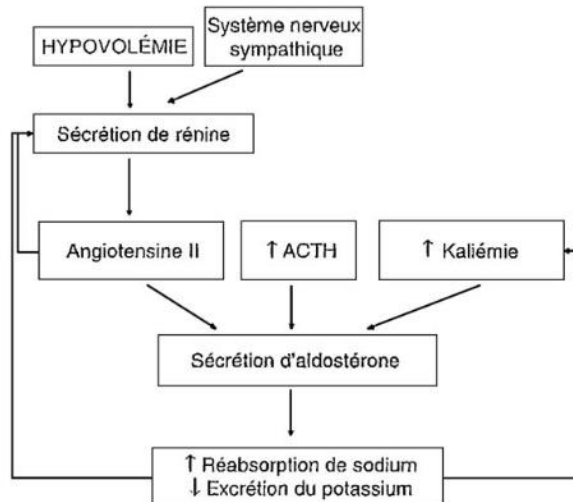 HYPOVOLÉMIE
Système nerveux
sympathique
Sécrétion de rénine
Angiotensine II
↑ ACTH
↑ Kaliémie
Sécrétion d'aldostérone
↑ Réabsorption de sodium
↓ Excrétion du potassium